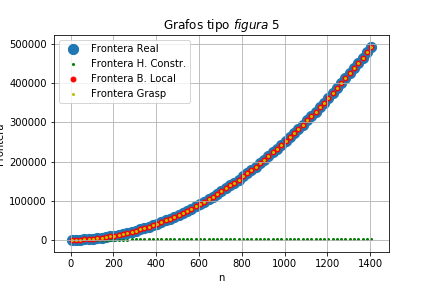 Grafos tipo figura 5
Frontera Real
Frontera H. Constr.
Frontera B. Local
Frontera Grasp
500000
400000
300000
200000
100000
0
0 200 400 600 800 1000 1200 1400
n